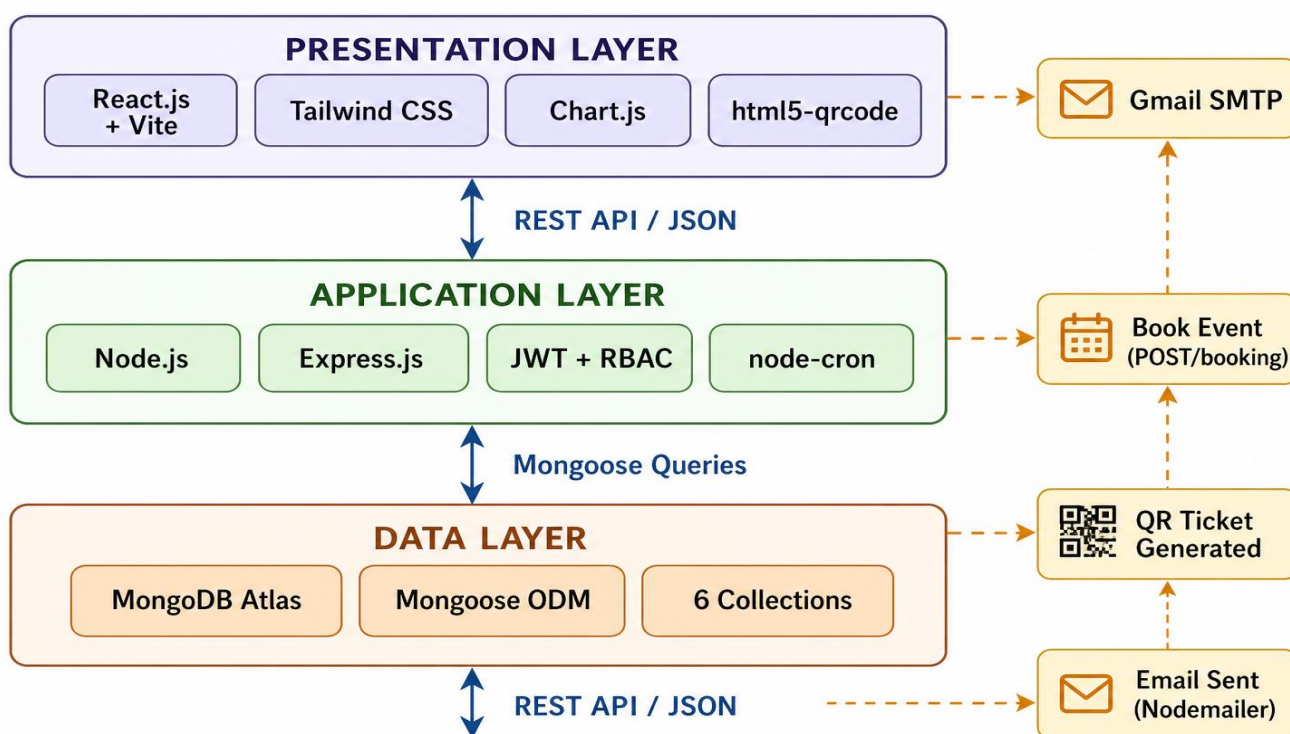 PRESENTATION LAYER
React.js
+ Vite
Tailwind CSS
Chart.js
html5-qrcode
Gmail SMTP
REST API / JSON
APPLICATION LAYER
Node.js
Express.js
JWT + RBAC
node-cron
Book Event
(POST/booking)
Mongoose Queries
DATA LAYER
MongoDB Atlas
Mongoose ODM
6 Collections
QR Ticket
Generated
REST API / JSON
Email Sent
(Nodemailer)